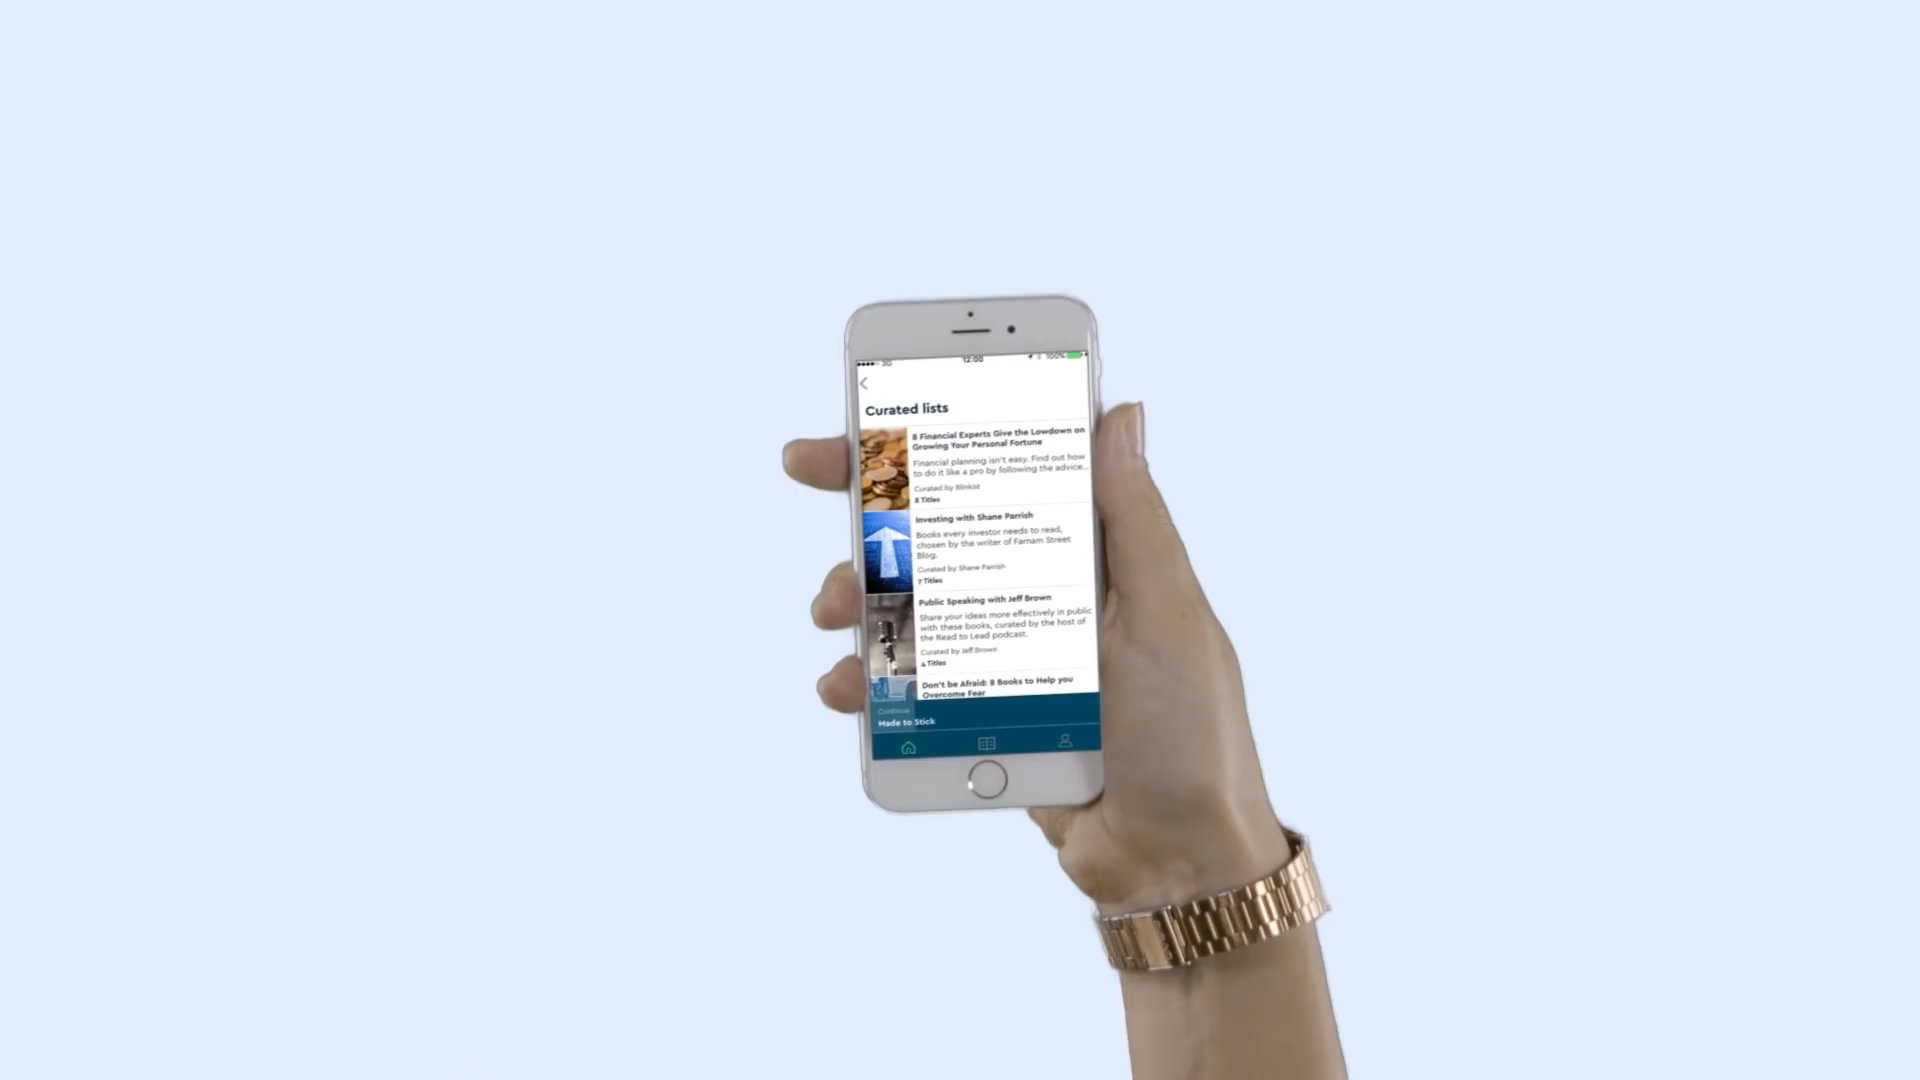 3G 12:00 100%
Curated lists
8 Financial Experts Give the Lowdown on
Growing Your Personal Fortune
Financial planning isn't easy. Find out how
to do it like a pro by following the advice...
Curated by Blinkist
8 Titles
Investing with Shane Parrish
Books every investor needs to read,
chosen by the writer of Farnam Street
Blog.
Curated by Shane Parrish
7 Titles
Public Speaking with Jeff Brown
Share your ideas more effectively in public
with these books, curated by the host of
the Read to Lead podcast.
Curated by Jeff Brown
4 Titles
Don't be Afraid: 8 Books to Help you
Overcome Fear
Continue
Made to Stick